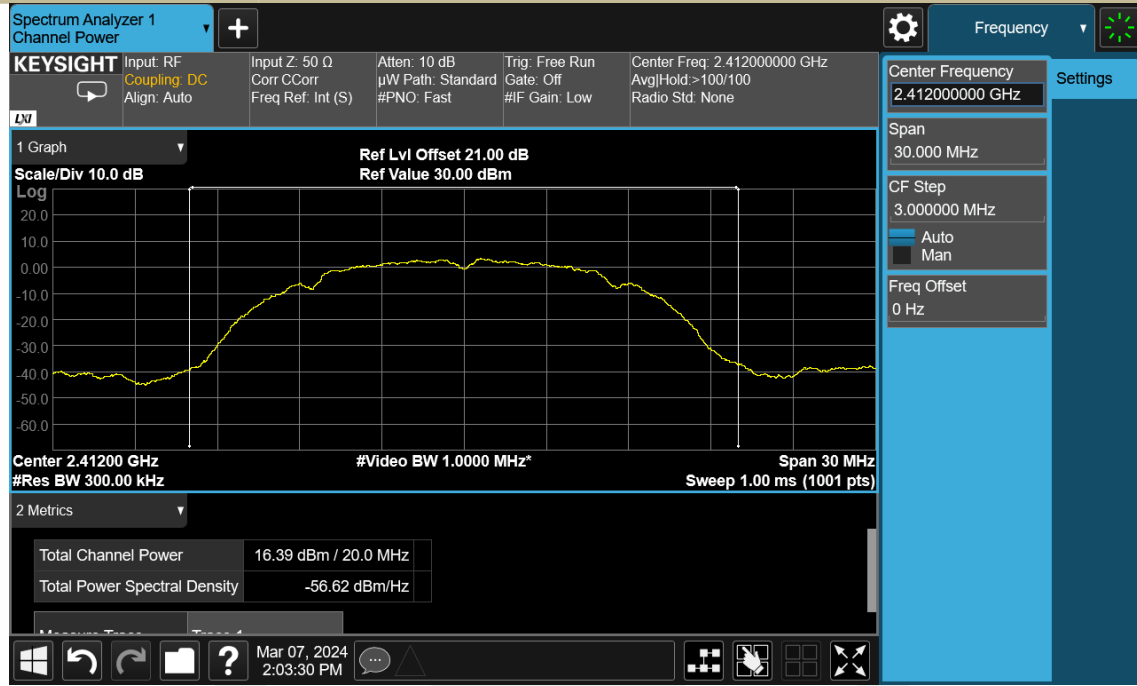 Spectrum Analyzer 1
Channel Power
+
Frequency
KEYSIGHT
LXI
Input: RF
Coupling: DC
Align: Auto
Input Z: 50 Ω
Corr CCorr
Freq Ref: Int (S)
Atten: 10 dB
µW Path: Standard
#PNO: Fast
Trig: Free Run
Gate: Off
#IF Gain: Low
Center Freq: 2.412000000 GHz
Avg|Hold:>100/100
Radio Std: None
Center Frequency
2.412000000 GHz
Settings
Span
30.000 MHz
CF Step
3.000000 MHz
Auto
Man
Freq Offset
0 Hz
1 Graph
Scale/Div 10.0 dB
Ref Lvl Offset 21.00 dB
Ref Value 30.00 dBm
Log
20.0
10.0
0.00
-10.0
-20.0
-30.0
-40.0
-50.0
-60.0
Center 2.41200 GHz
#Video BW 1.0000 MHz*
Span 30 MHz
#Res BW 300.00 kHz
Sweep 1.00 ms (1001 pts)
2 Metrics
Total Channel Power 16.39 dBm / 20.0 MHz
Total Power Spectral Density -56.62 dBm/Hz
Measure Trace Trace 1
?
Mar 07, 2024
2:03:30 PM